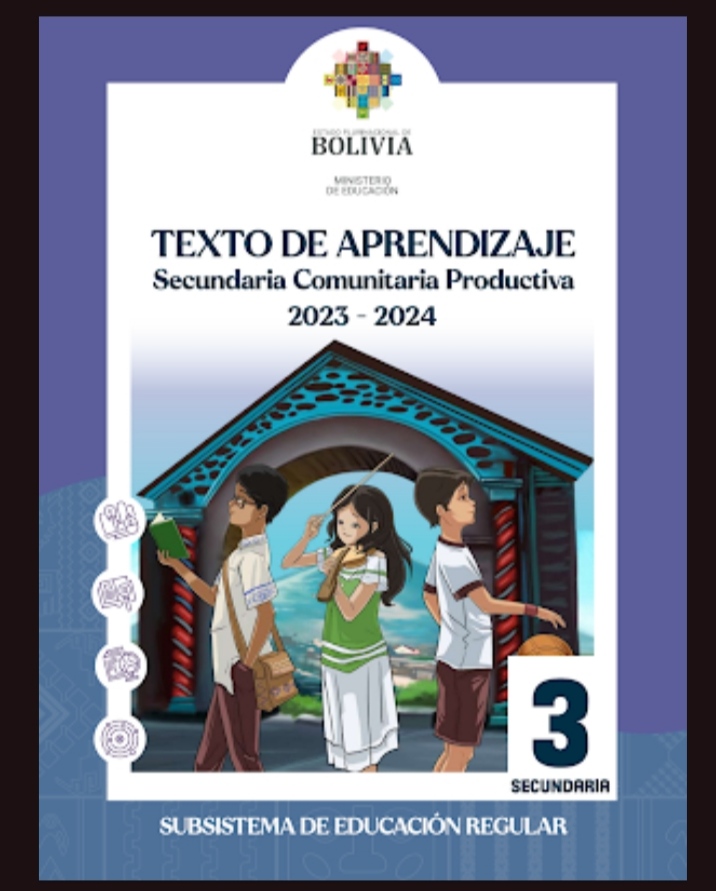 ESTADO PLURINACIONAL DE
BOLIVIA
MINISTERIO
DE EDUCACIÓN
TEXTO DE APRENDIZAJE
Secundaria Comunitaria Productiva
2023 - 2024
3
SECUNDARIA
SUBSISTEMA DE EDUCACIÓN REGULAR